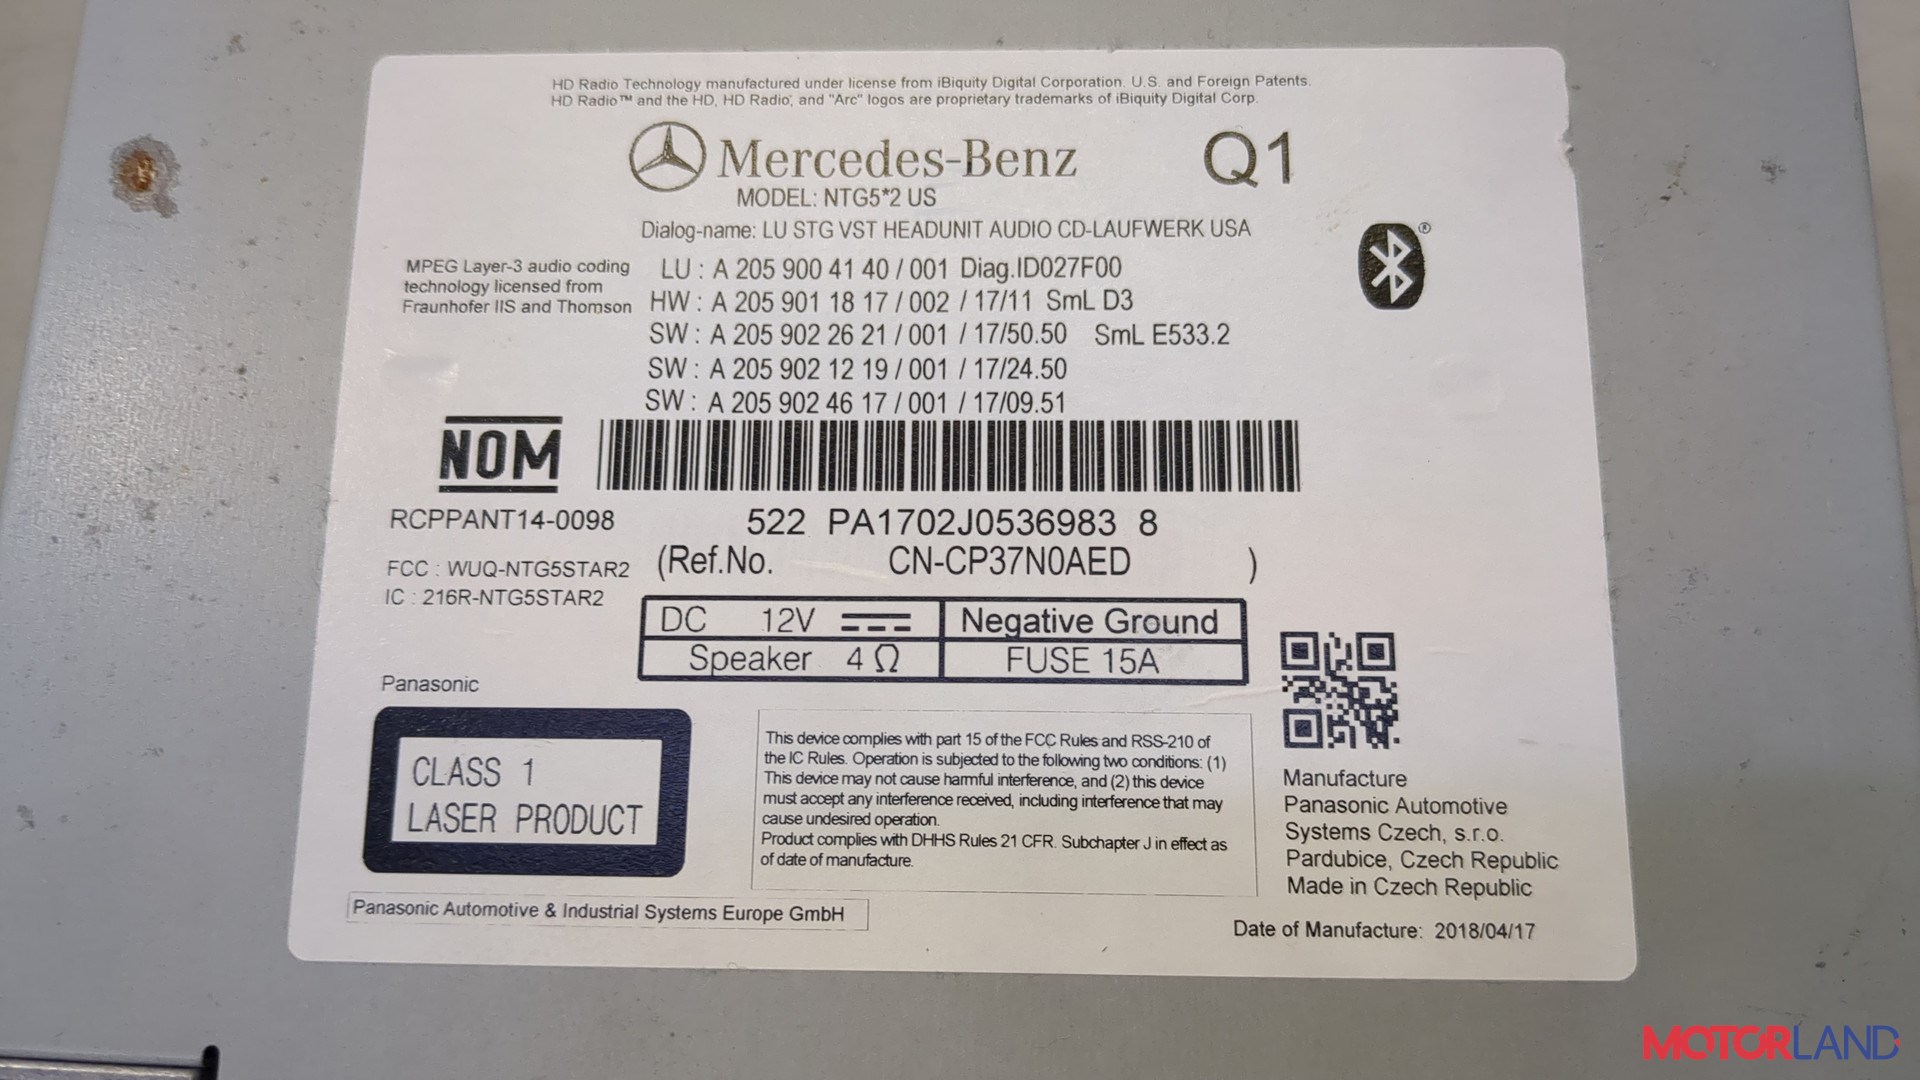 HD Radio Technology manufactured under license from iBiquity Digital Corporation. U.S. and Foreign Patents.
HD Radio™ and the HD, HD Radio, and "Arc" logos are proprietary trademarks of iBiquity Digital Corp.
Mercedes-Benz
Q1
MODEL: NTG5*2 US
Dialog-name: LU STG VST HEADUNIT AUDIO CD-LAUFWERK USA
®
MPEG Layer-3 audio coding
technology licensed from
Fraunhofer IIS and Thomson
LU : A 205 900 41 40 / 001 Diag.ID027F00
HW : A 205 901 18 17 / 002 / 17/11 SmL D3
SW : A 205 902 26 21 / 001 / 17/50.50 SmL E533.2
SW : A 205 902 12 19 / 001 / 17/24.50
SW : A 205 902 46 17 / 001 / 17/09.51
NOM
RCPPANT14-0098
522 PA1702J0536983 8
(Ref.No. CN-CP37N0AED )
FCC : WUQ-NTG5STAR2
IC : 216R-NTG5STAR2
DC 12V Negative Ground
Speaker 4 Ω FUSE 15A
Panasonic
CLASS 1
LASER PRODUCT
This device complies with part 15 of the FCC Rules and RSS-210 of
the IC Rules. Operation is subjected to the following two conditions: (1)
This device may not cause harmful interference, and (2) this device
must accept any interference received, including interference that may
cause undesired operation.
Product complies with DHHS Rules 21 CFR. Subchapter J in effect as
of date of manufacture.
Manufacture
Panasonic Automotive
Systems Czech, s.r.o.
Pardubice, Czech Republic
Made in Czech Republic
Panasonic Automotive & Industrial Systems Europe GmbH
Date of Manufacture: 2018/04/17
MOTORLAND